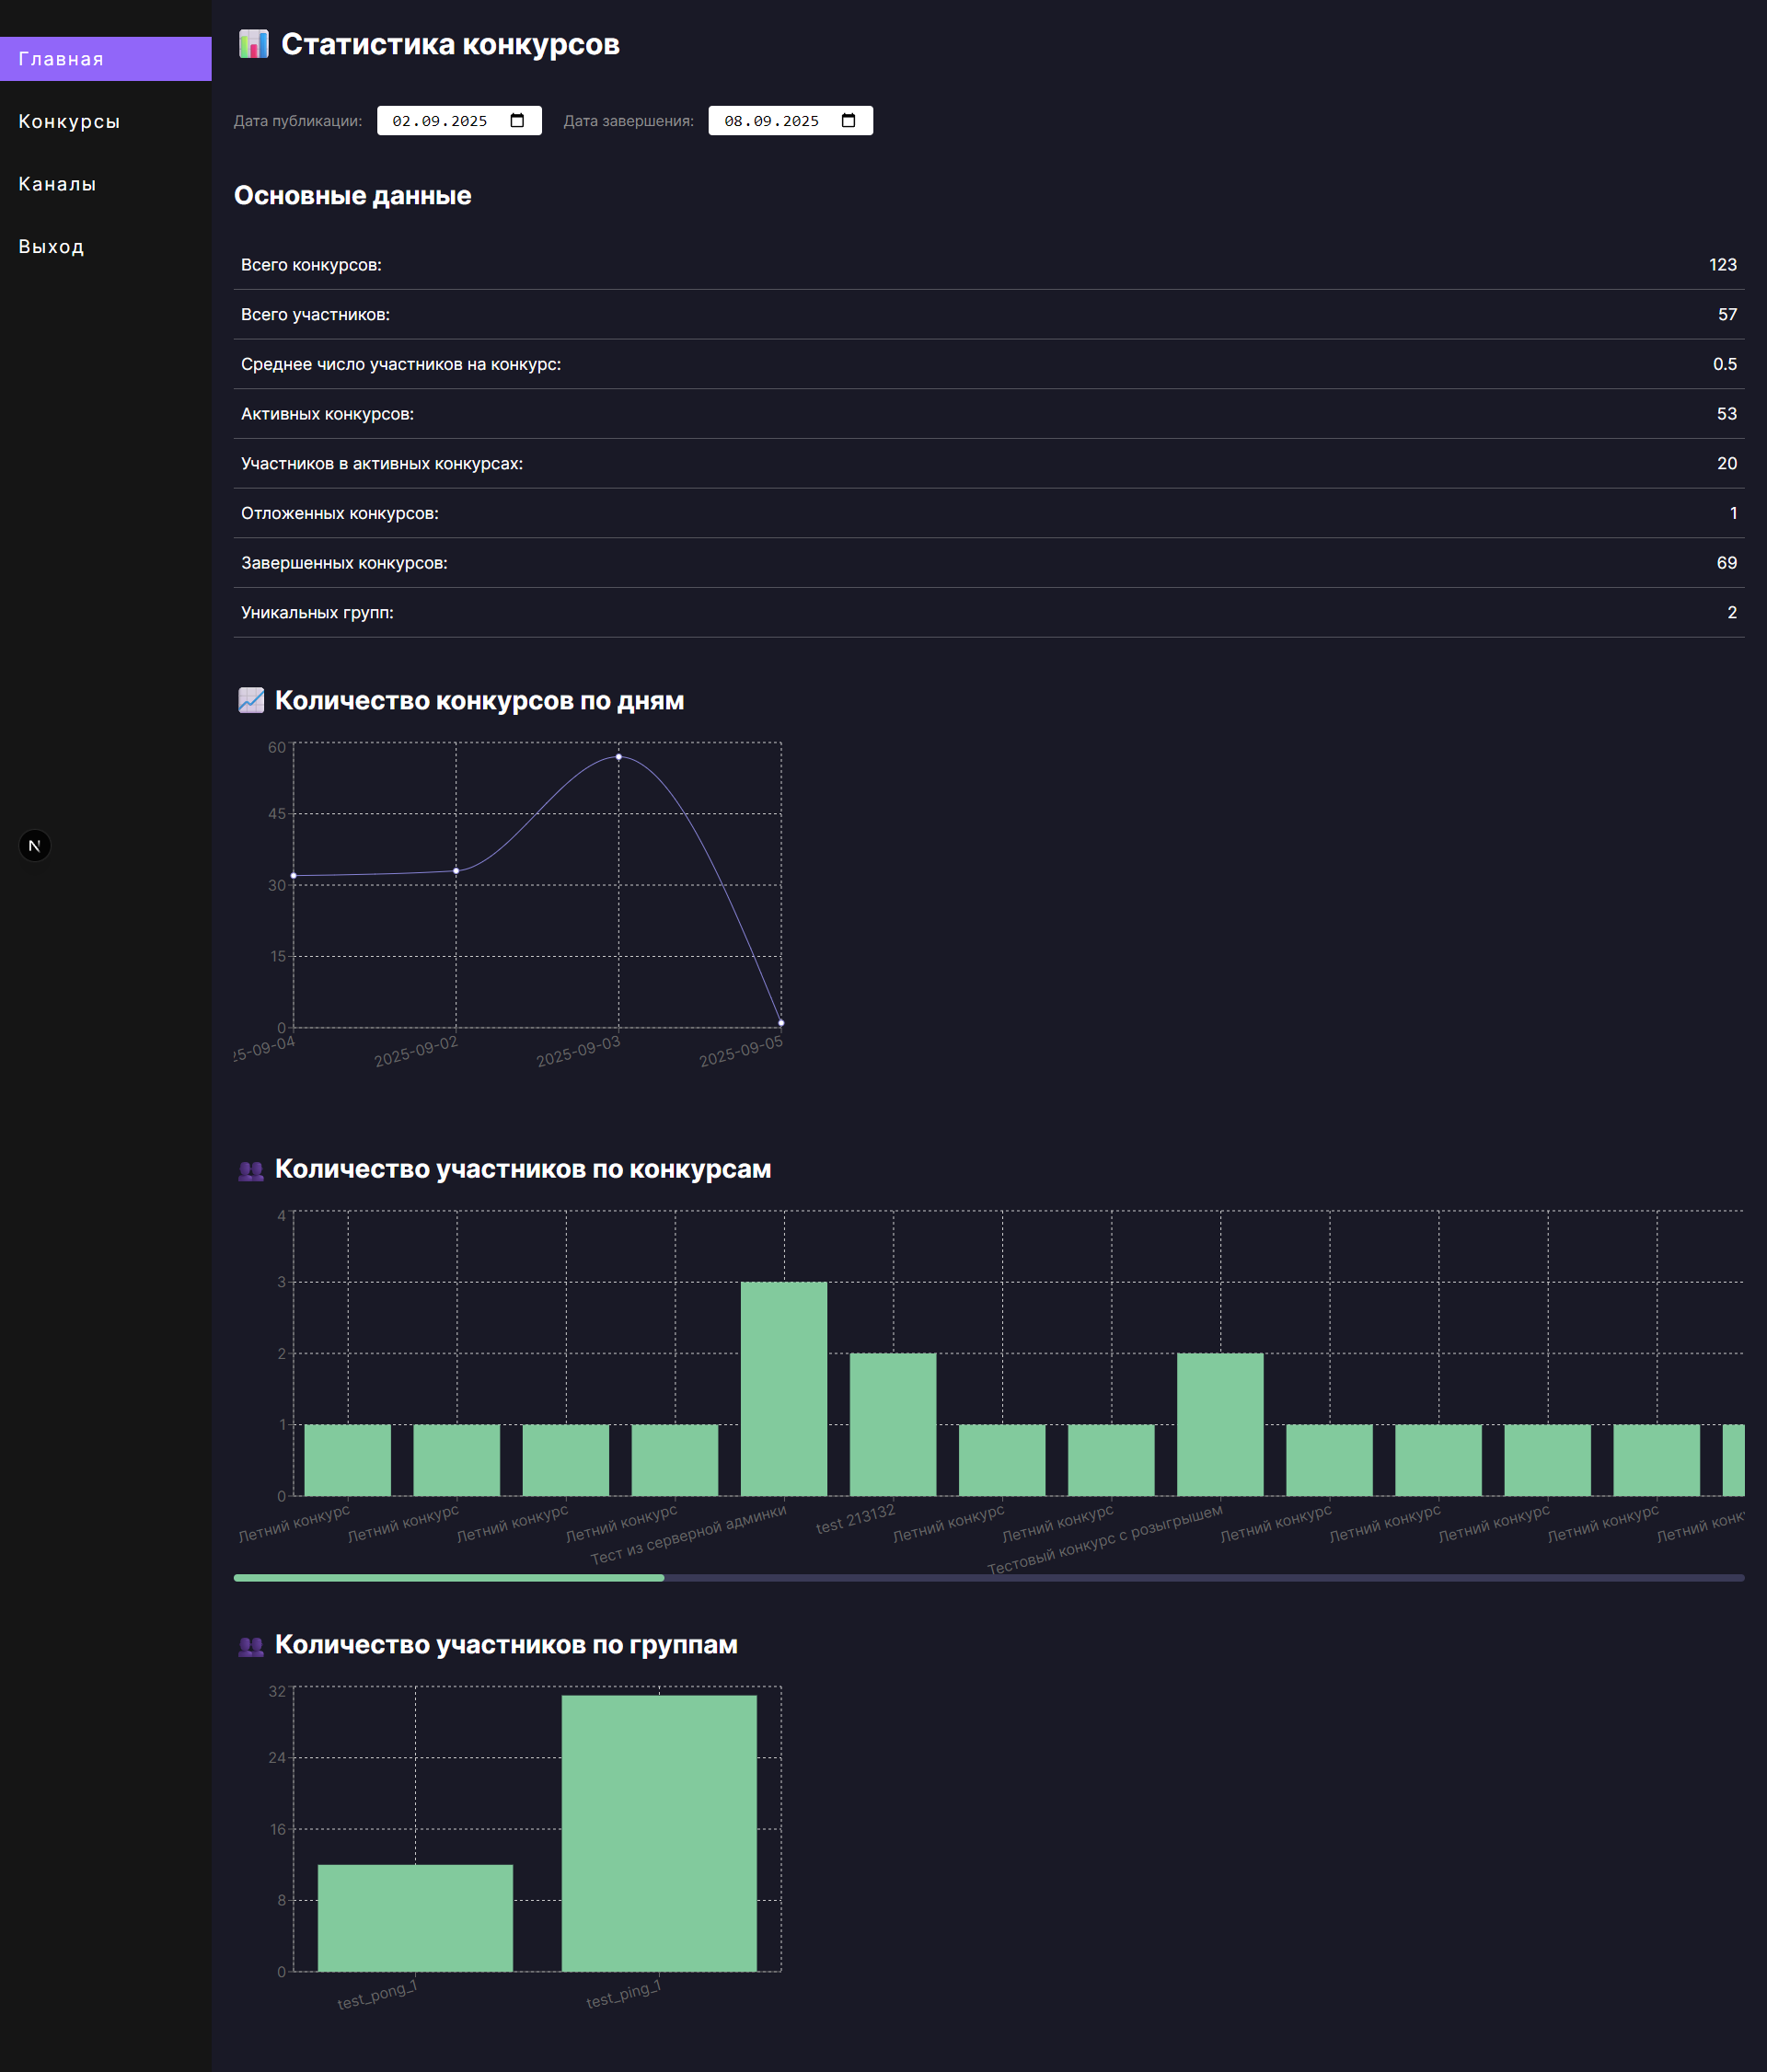 Главная
Конкурсы
Каналы
Выход
N
Статистика конкурсов
Дата публикации: 02.09.2025 Дата завершения: 08.09.2025
Основные данные
Всего конкурсов: 123
Всего участников: 57
Среднее число участников на конкурс: 0.5
Активных конкурсов: 53
Участников в активных конкурсах: 20
Отложенных конкурсов: 1
Завершенных конкурсов: 69
Уникальных групп: 2
Количество конкурсов по дням
60
45
30
15
0
25-09-04 2025-09-02 2025-09-03 2025-09-05
Количество участников по конкурсам
4
3
2
1
0
Летний конкурс Летний конкурс Летний конкурс Летний конкурс Тест из серверной админки test 213132 Летний конкурс Летний конкурс Тестовый конкурс с розыгрышем Летний конкурс Летний конкурс Летний конкурс Летний конкурс Летний конк
Количество участников по группам
32
24
16
8
0
test_pong_1 test_ping_1